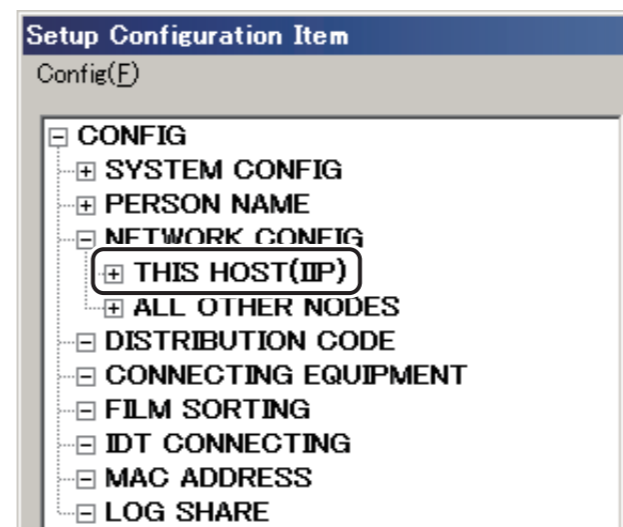 Setup Configuration Item
Config(F)
CONFIG
SYSTEM CONFIG
PERSON NAME
NETWORK CONFIG
THIS HOST(IIP)
ALL OTHER NODES
DISTRIBUTION CODE
CONNECTING EQUIPMENT
FILM SORTING
IDT CONNECTING
MAC ADDRESS
LOG SHARE